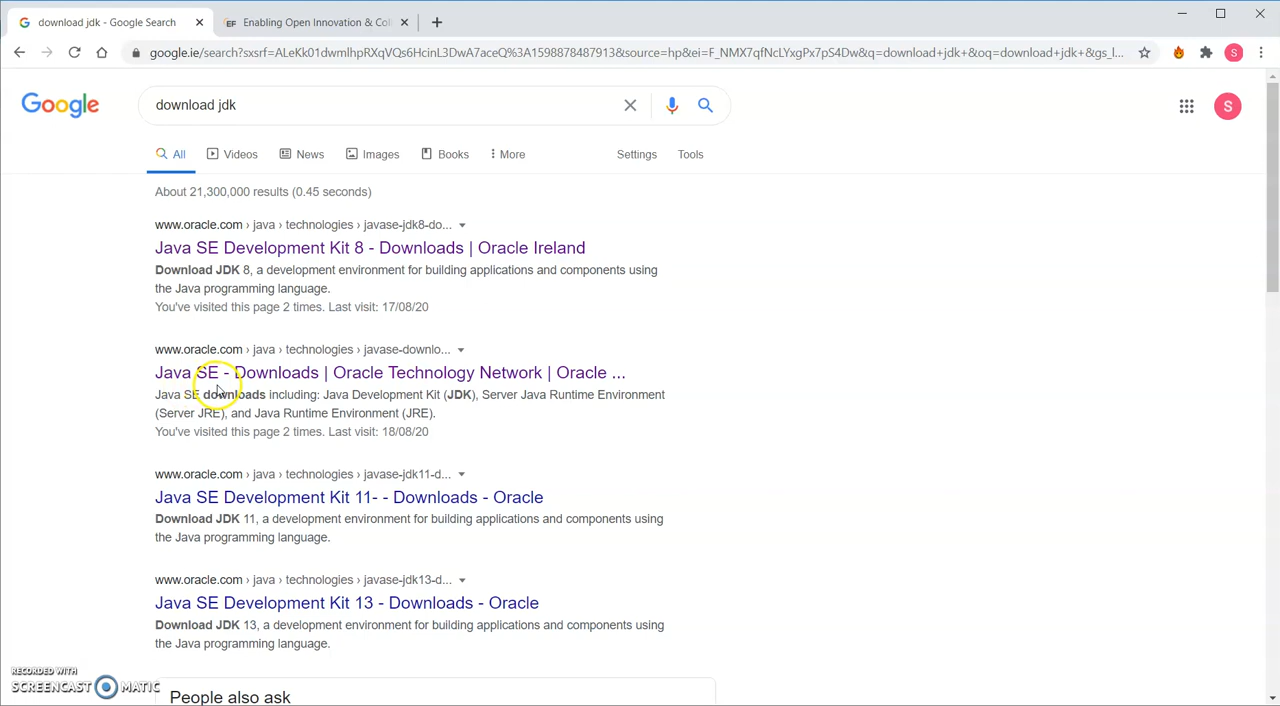 download jdk - Google Search
EF Enabling Open Innovation & Col
google.ie/search?sxsrf=ALeKk01dwmlhpRXqVQs6HcinL3DwA7aceQ%3A1598878487913&source=hp&ei=F_NMX7qfNcLYxgPx7pS4Dw&q=download+jdk+&oq=download+jdk+&gs_l...
S
Google
download jdk
S
All
Videos
News
Images
Books
More
Settings
Tools
About 21,300,000 results (0.45 seconds)
www.oracle.com › java › technologies › javase-jdk8-do...
Java SE Development Kit 8 - Downloads | Oracle Ireland
Download JDK 8, a development environment for building applications and components using
the Java programming language.
You've visited this page 2 times. Last visit: 17/08/20
www.oracle.com › java › technologies › javase-downlo...
Java SE - Downloads | Oracle Technology Network | Oracle ...
Java SE downloads including: Java Development Kit (JDK), Server Java Runtime Environment
(Server JRE), and Java Runtime Environment (JRE).
You've visited this page 2 times. Last visit: 18/08/20
www.oracle.com › java › technologies › javase-jdk11-d...
Java SE Development Kit 11- - Downloads - Oracle
Download JDK 11, a development environment for building applications and components using
the Java programming language.
www.oracle.com › java › technologies › javase-jdk13-d...
Java SE Development Kit 13 - Downloads - Oracle
Download JDK 13, a development environment for building applications and components using
the Java programming language.
RECORDED WITH
SCREENCAST MATIC
People also ask